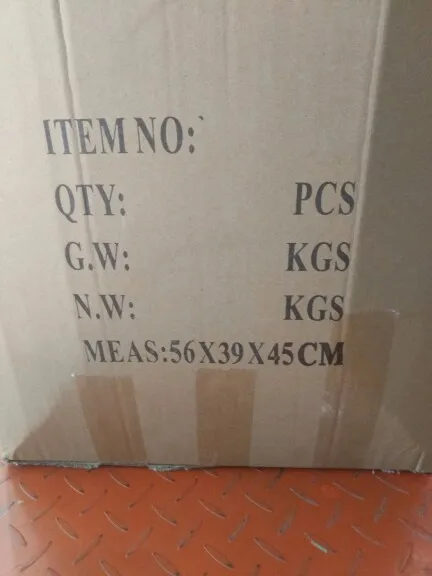 ITEM NO:
QTY: PCS
G.W: KGS
N.W: KGS
MEAS:56X39X45CM